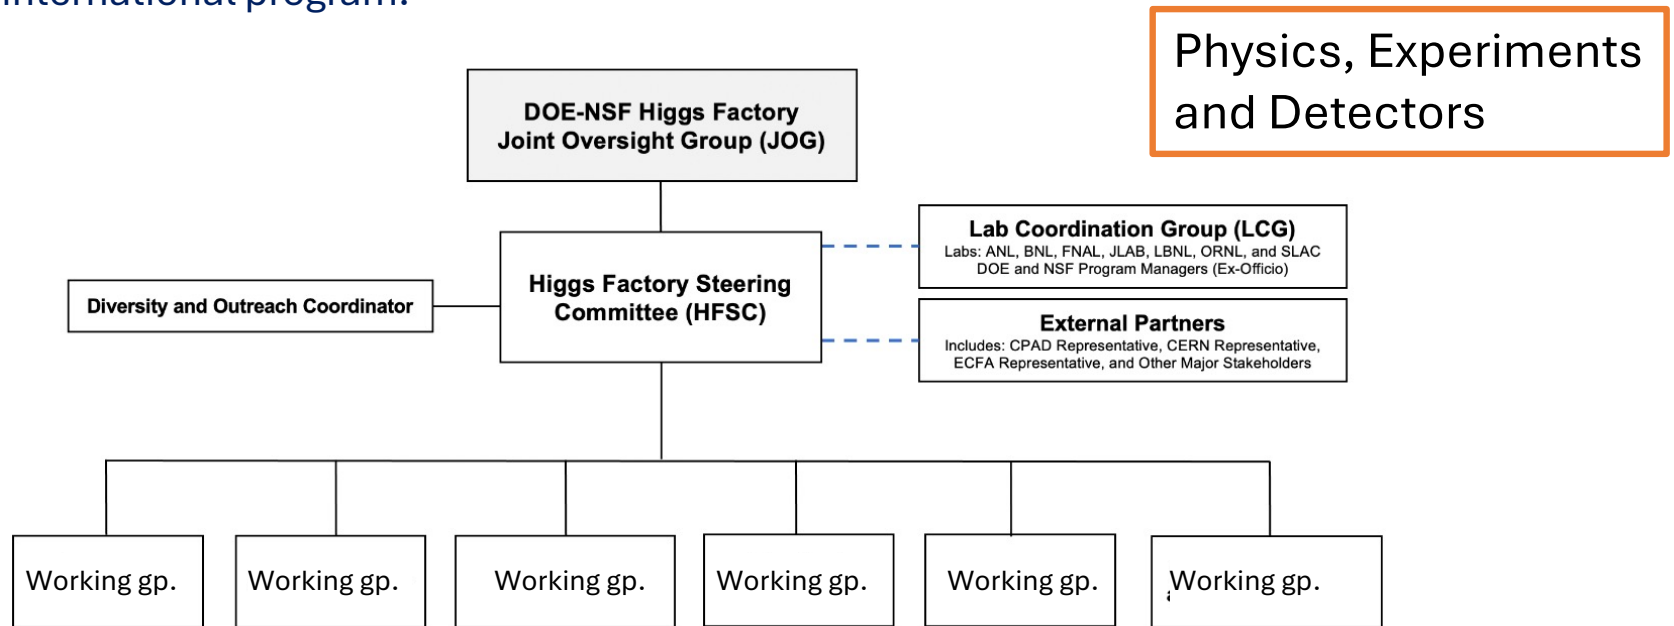 international program.
Physics, Experiments
and Detectors
DOE-NSF Higgs Factory
Joint Oversight Group (JOG)
Lab Coordination Group (LCG)
Labs: ANL, BNL, FNAL, JLAB, LBNL, ORNL, and SLAC
DOE and NSF Program Managers (Ex-Officio)
Higgs Factory Steering
Committee (HFSC)
Diversity and Outreach Coordinator
External Partners
Includes: CPAD Representative, CERN Representative,
ECFA Representative, and Other Major Stakeholders
Working gp.
Working gp.
Working gp.
Working gp.
Working gp.
Working gp.